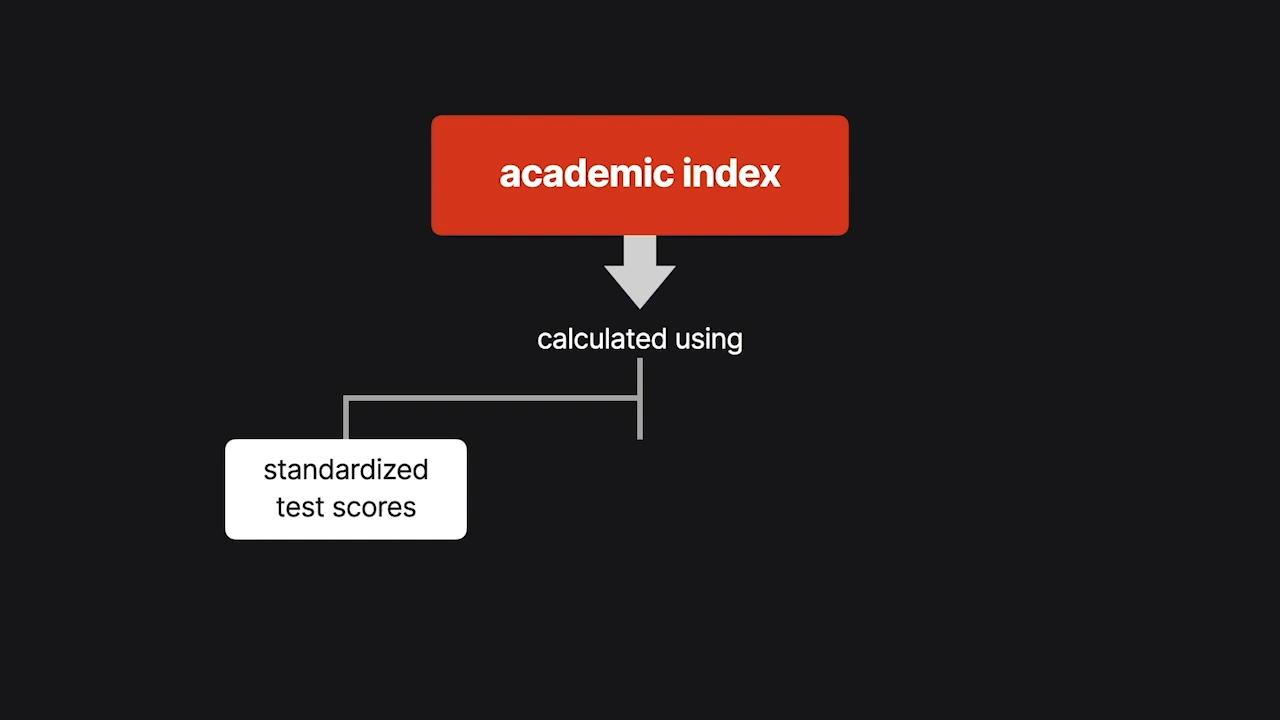 academic index
calculated using
standardized
test scores